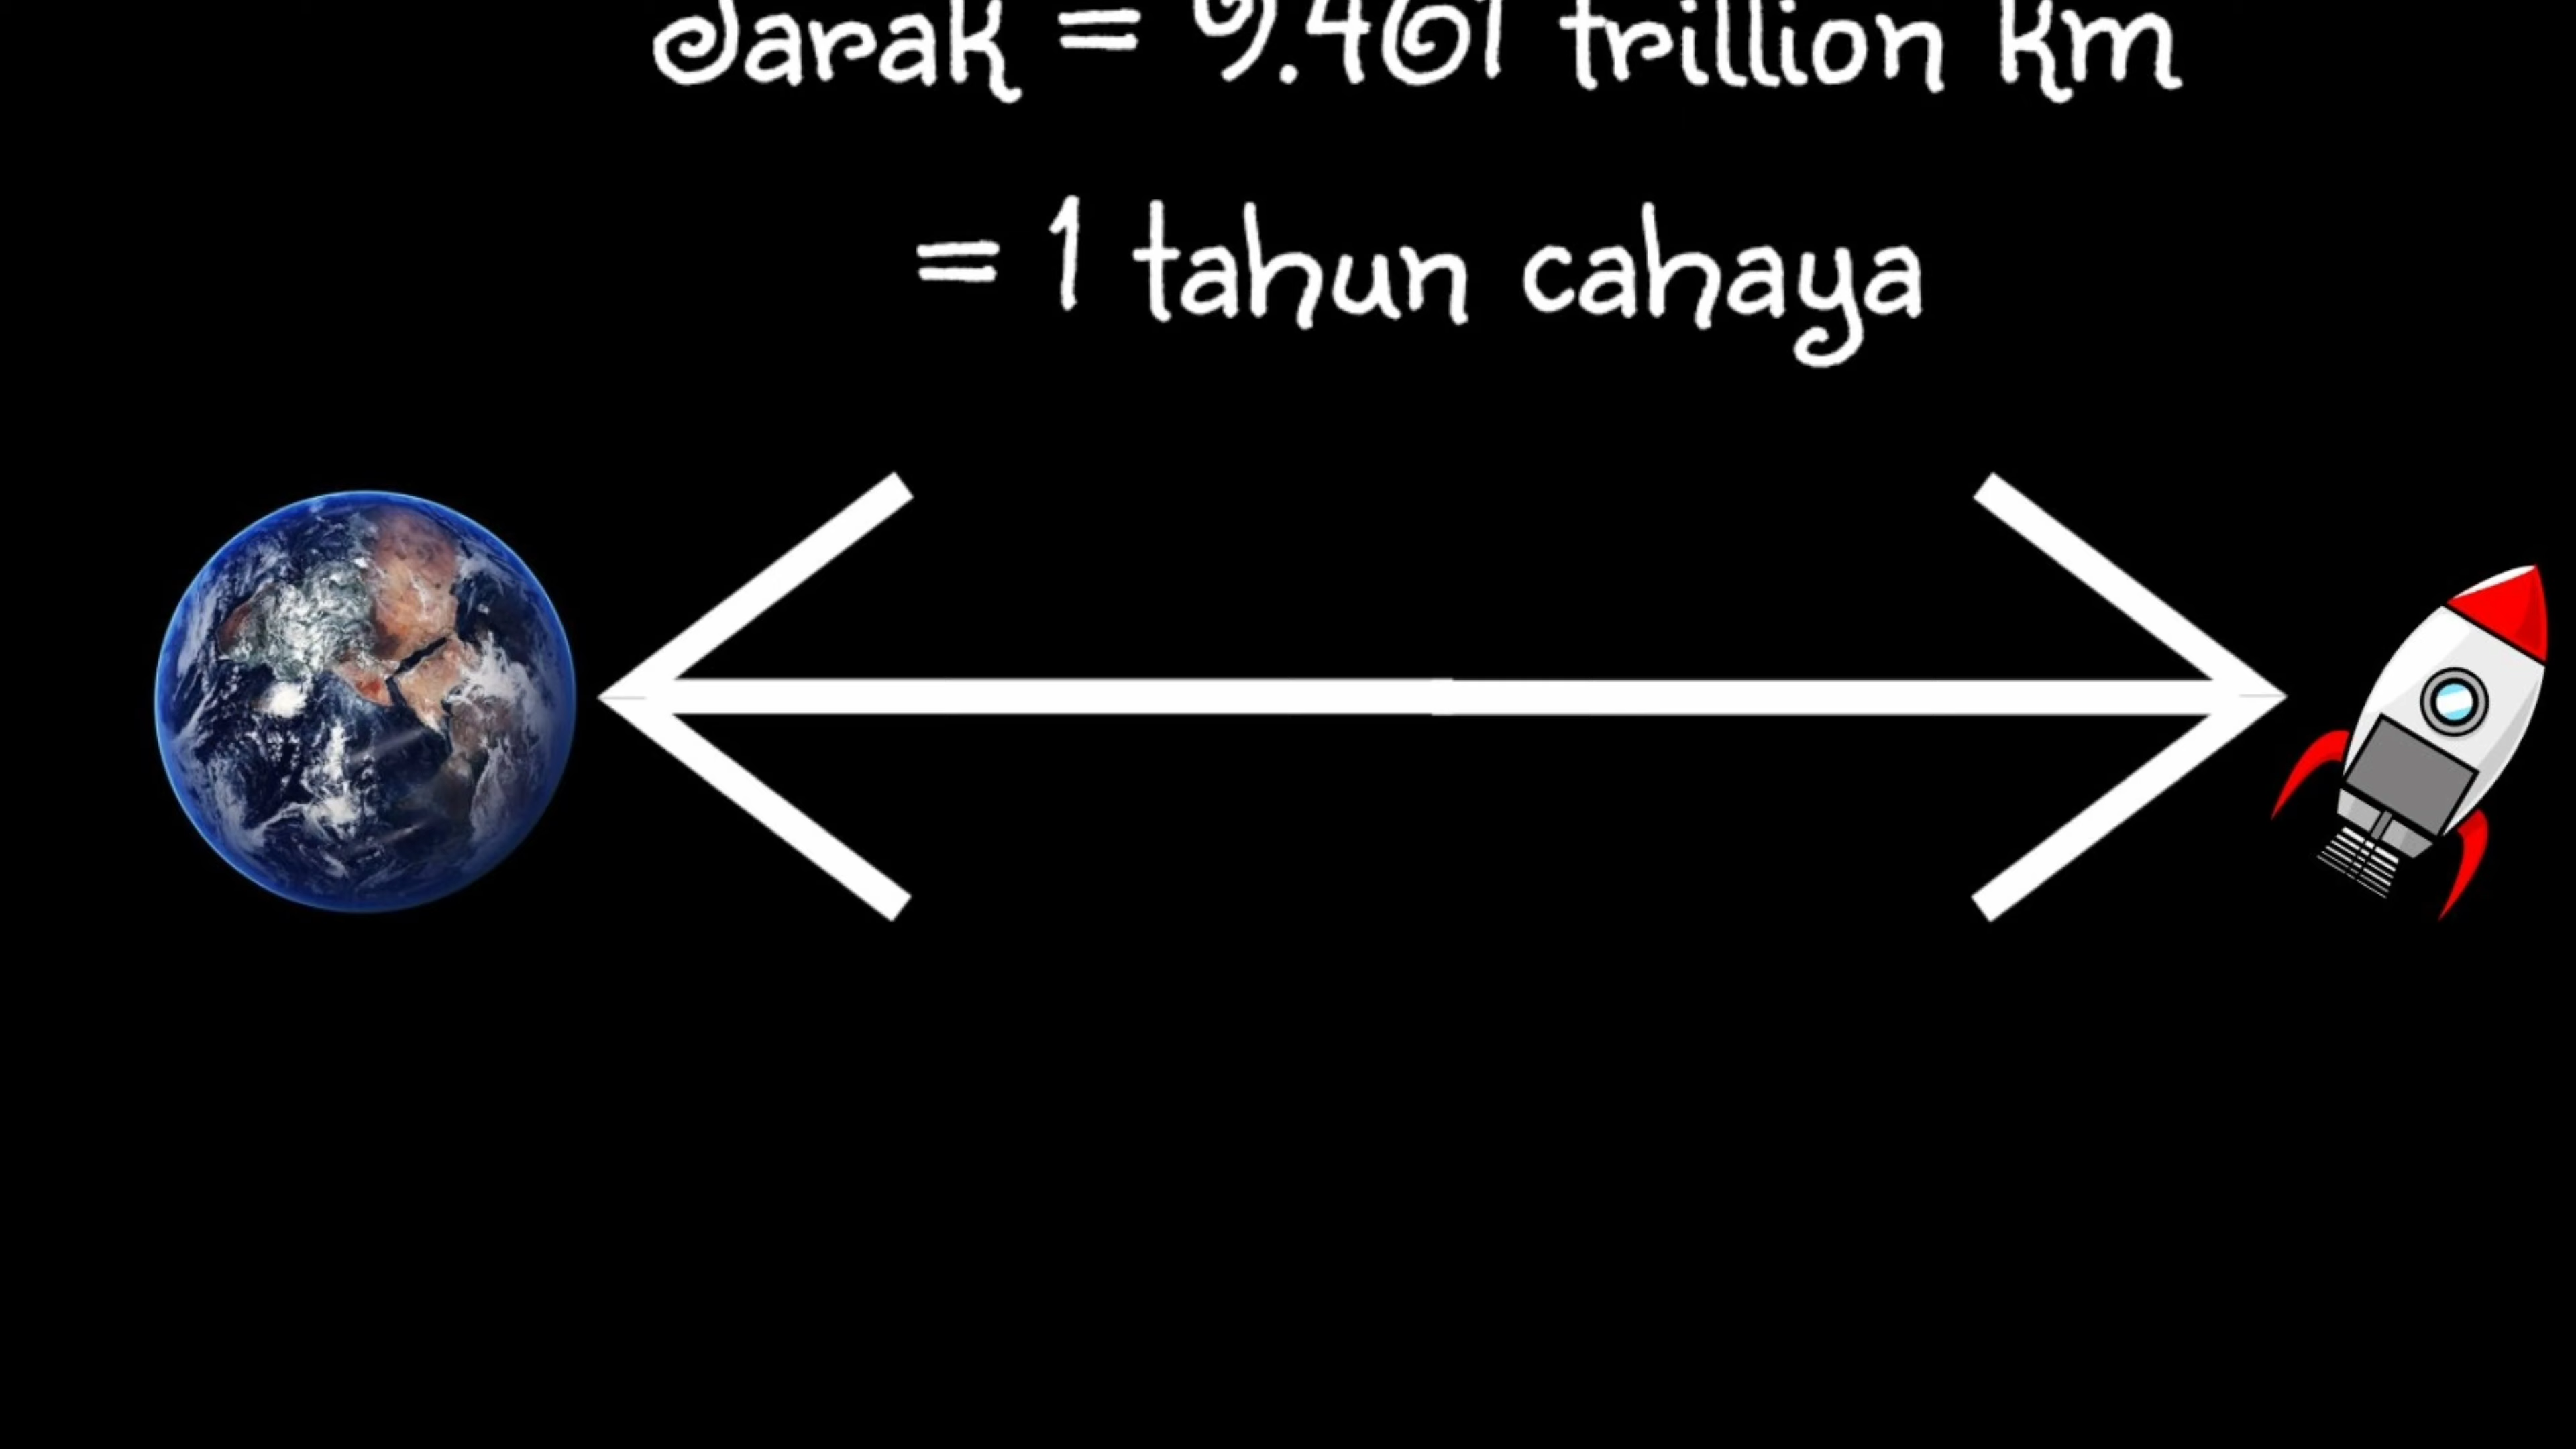 Jarak = 9.461 trillion km
= 1 tahun cahaya